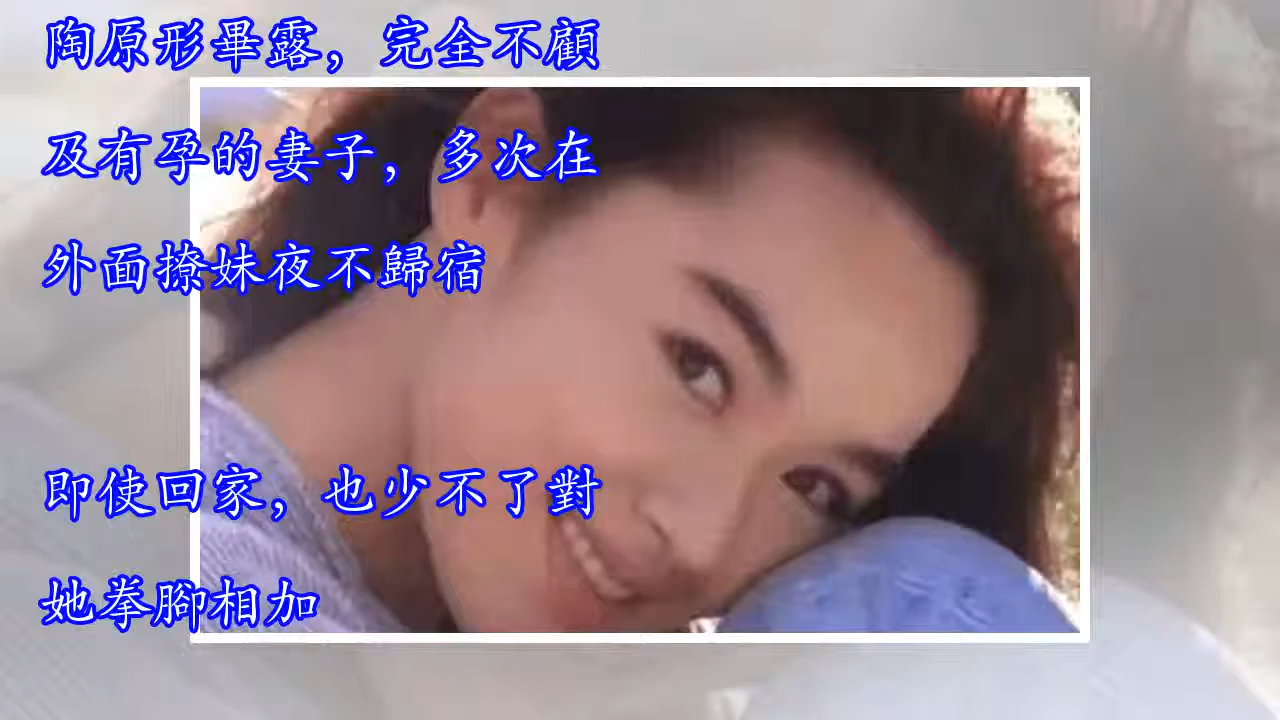 陶原形畢露，完全不顧
及有孕的妻子，多次在
外面撩妹夜不歸宿
即使回家，也少不了對
她拳腳相加